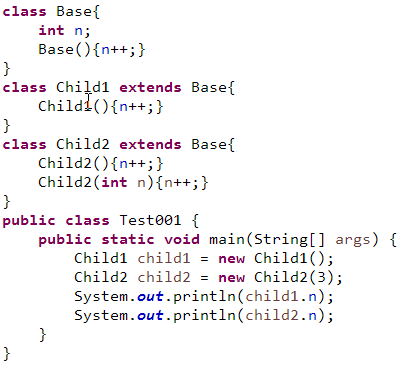 class Base{
    int n;
    Base(){n++;}
}
class Child1 extends Base{
    Child1(){n++;}
}
class Child2 extends Base{
    Child2(){n++;}
    Child2(int n){n++;}
}
public class Test001 {
    public static void main(String[] args) {
        Child1 child1 = new Child1();
        Child2 child2 = new Child2(3);
        System.out.println(child1.n);
        System.out.println(child2.n);
    }
}